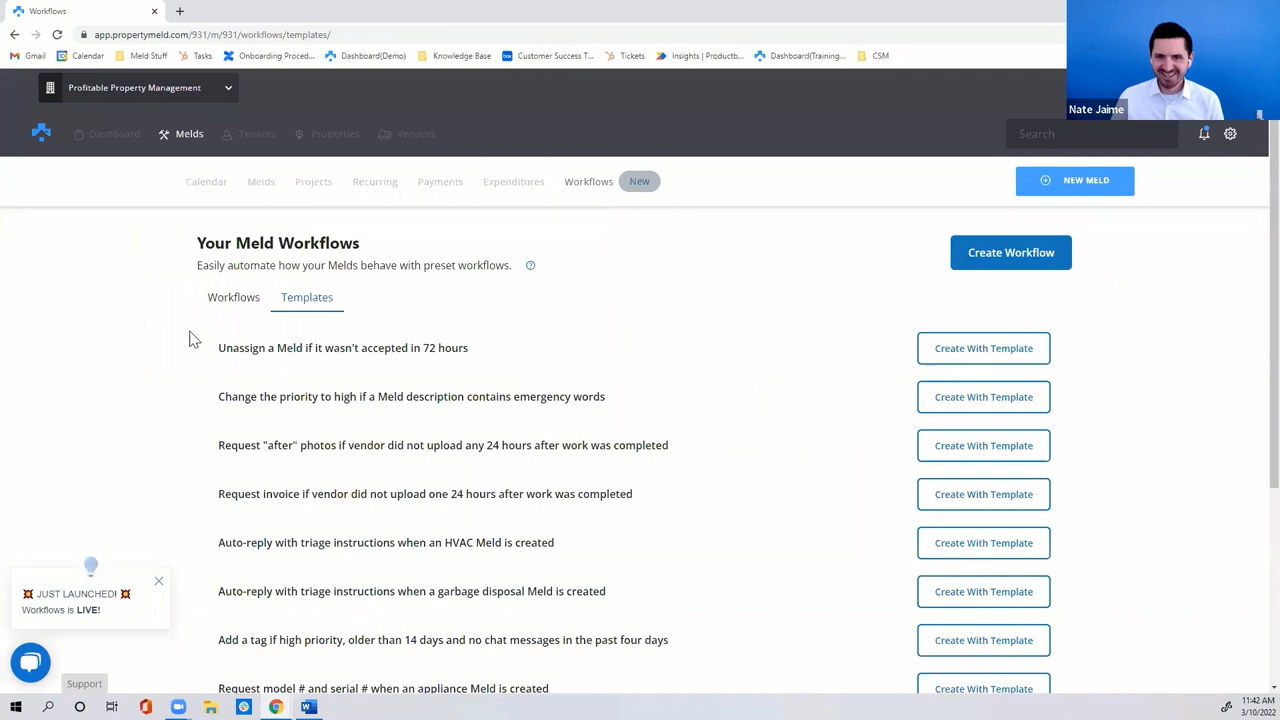 Workflows
app.propertymeld.com/931/m/931/workflows/templates/
Gmail Calendar Meld Stuff Tasks Onboarding Proced... Dashboard(Demo) Knowledge Base Customer Success T... Tickets Insights | Productb... Dashboard(Training... CSM
Profitable Property Management
Nate Jaime
Dashboard Melds Tenants Properties Vendors Search
Calendar Melds Projects Recurring Payments Expenditures Workflows New NEW MELD
Your Meld Workflows
Create Workflow
Easily automate how your Melds behave with preset workflows.
Workflows Templates
Unassign a Meld if it wasn't accepted in 72 hours Create With Template
Change the priority to high if a Meld description contains emergency words Create With Template
Request "after" photos if vendor did not upload any 24 hours after work was completed Create With Template
Request invoice if vendor did not upload one 24 hours after work was completed Create With Template
Auto-reply with triage instructions when an HVAC Meld is created Create With Template
Auto-reply with triage instructions when a garbage disposal Meld is created Create With Template
Add a tag if high priority, older than 14 days and no chat messages in the past four days Create With Template
Request model # and serial # when an appliance Meld is created Create With Template
JUST LAUNCHED!
Workflows is LIVE!
Support
11:42 AM
3/10/2022